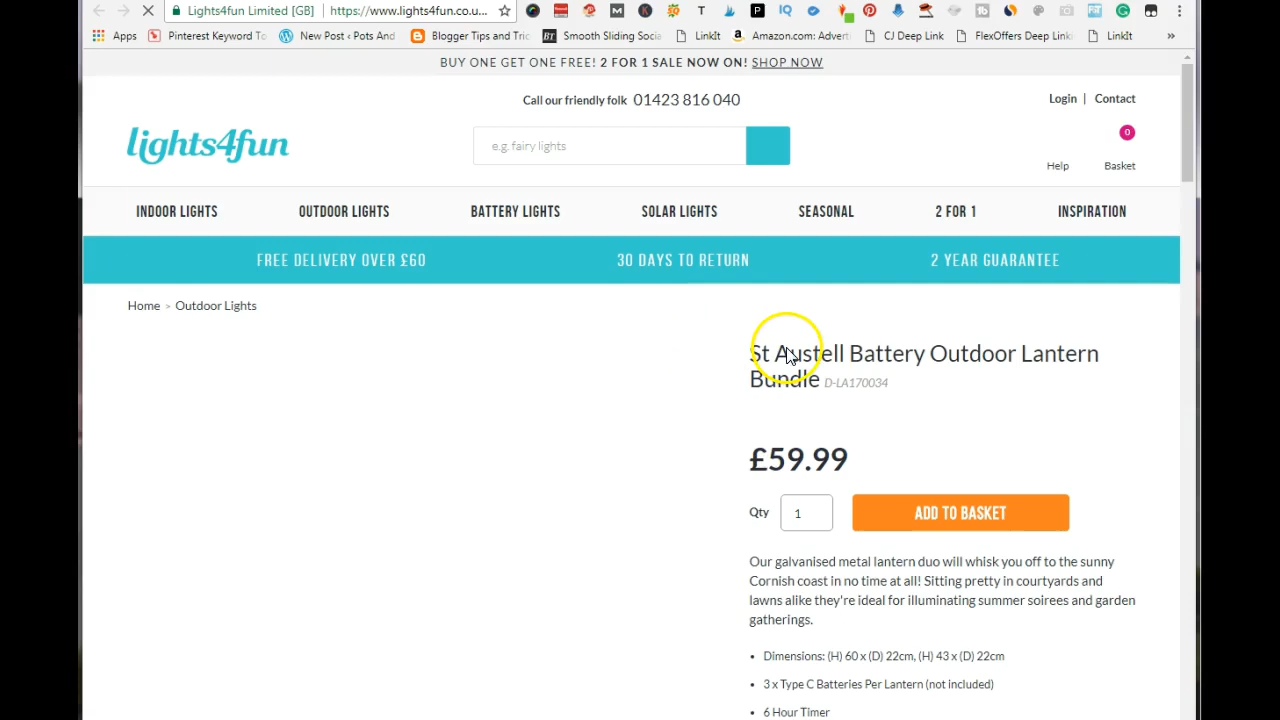 Lights4fun Limited [GB]
https://www.lights4fun.co.u...
Apps
Pinterest Keyword To
New Post ‹ Pots And
Blogger Tips and Tric
BT
Smooth Sliding Socia
LinkIt
Amazon.com: Adverti
CJ Deep Link
FlexOffers Deep Link
LinkIt
»
BUY ONE GET ONE FREE! 2 FOR 1 SALE NOW ON! SHOP NOW
Call our friendly folk 01423 816 040
Login | Contact
lights4fun
e.g. fairy lights
0
Help
Basket
INDOOR LIGHTS
OUTDOOR LIGHTS
BATTERY LIGHTS
SOLAR LIGHTS
SEASONAL
2 FOR 1
INSPIRATION
FREE DELIVERY OVER £60
30 DAYS TO RETURN
2 YEAR GUARANTEE
Home > Outdoor Lights
St Austell Battery Outdoor Lantern
Bundle D-LA170034
£59.99
Qty
1
ADD TO BASKET
Our galvanised metal lantern duo will whisk you off to the sunny
Cornish coast in no time at all! Sitting pretty in courtyards and
lawns alike they're ideal for illuminating summer soirees and garden
gatherings.
• Dimensions: (H) 60 x (D) 22cm, (H) 43 x (D) 22cm
• 3 x Type C Batteries Per Lantern (not included)
• 6 Hour Timer